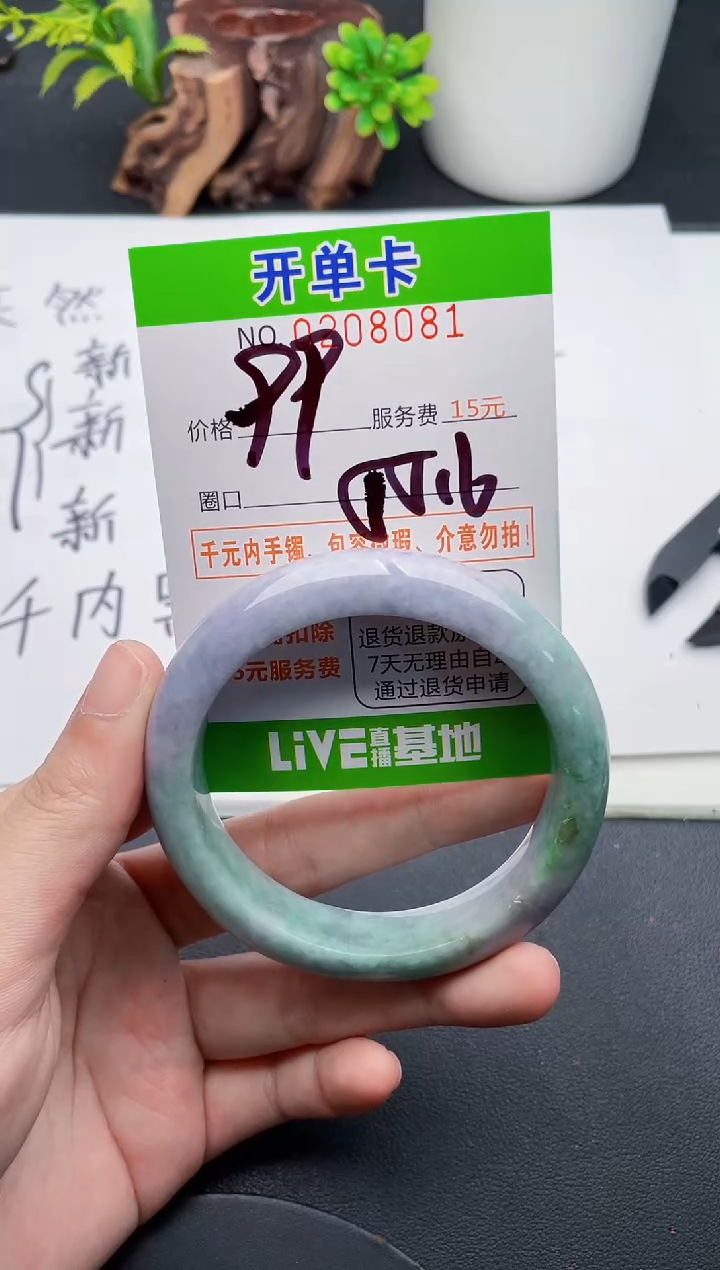 开单卡
NO. 0208081
价格 99 服务费 15元
圈口
千元内手镯、包容同瑕、介意勿拍!
扣除
元服务费
退货退款
7天无理由自
通过退货申请
LiVE直播基地
然
新
新
新
千内